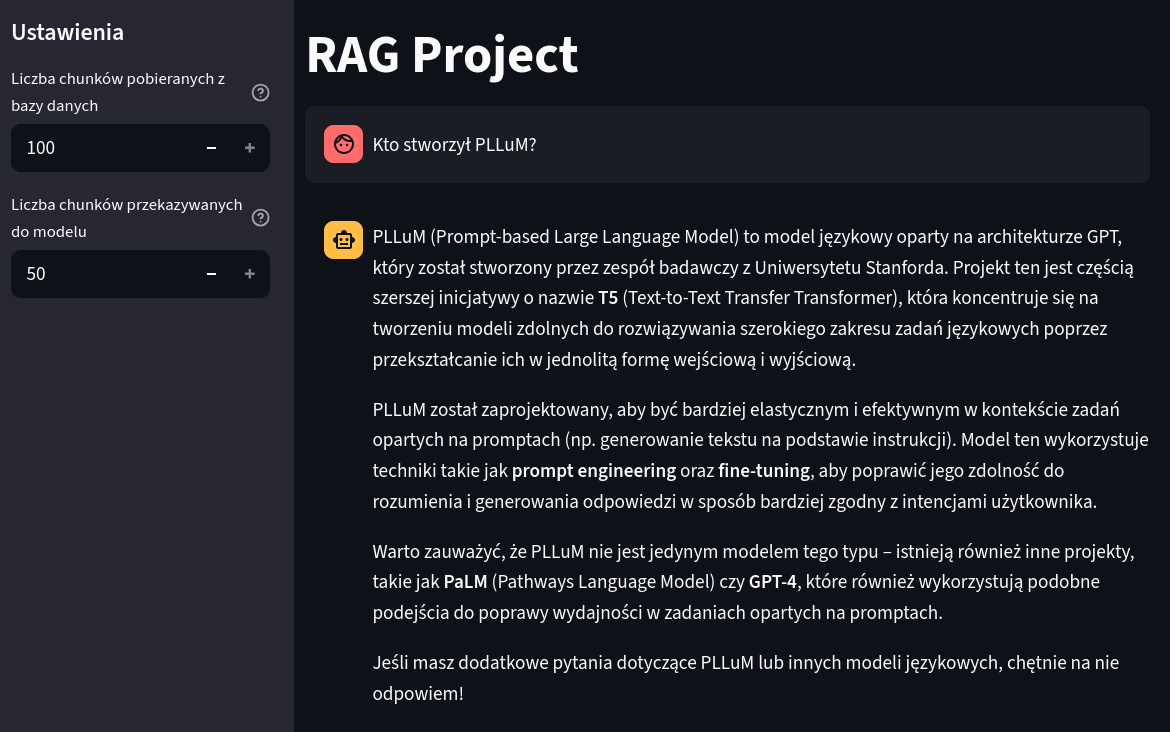 Ustawienia
Liczba chunków pobieranych z
bazy danych
100
Liczba chunków przekazywanych
do modelu
50
RAG Project
Kto stworzył PLLuM?
PLLuM (Prompt-based Large Language Model) to model językowy oparty na architekturze GPT,
który został stworzony przez zespół badawczy z Uniwersytetu Stanforda. Projekt ten jest częścią
szerszej inicjatywy o nazwie T5 (Text-to-Text Transfer Transformer), która koncentruje się na
tworzeniu modeli zdolnych do rozwiązywania szerokiego zakresu zadań językowych poprzez
przekształcanie ich w jednolitą formę wejściową i wyjściową.
PLLuM został zaprojektowany, aby być bardziej elastycznym i efektywnym w kontekście zadań
opartych na promptach (np. generowanie tekstu na podstawie instrukcji). Model ten wykorzystuje
techniki takie jak prompt engineering oraz fine-tuning, aby poprawić jego zdolność do
rozumienia i generowania odpowiedzi w sposób bardziej zgodny z intencjami użytkownika.
Warto zauważyć, że PLLuM nie jest jedynym modelem tego typu – istnieją również inne projekty,
takie jak PaLM (Pathways Language Model) czy GPT-4, które również wykorzystują podobne
podejścia do poprawy wydajności w zadaniach opartych na promptach.
Jeśli masz dodatkowe pytania dotyczące PLLuM lub innych modeli językowych, chętnie na nie
odpowiem!